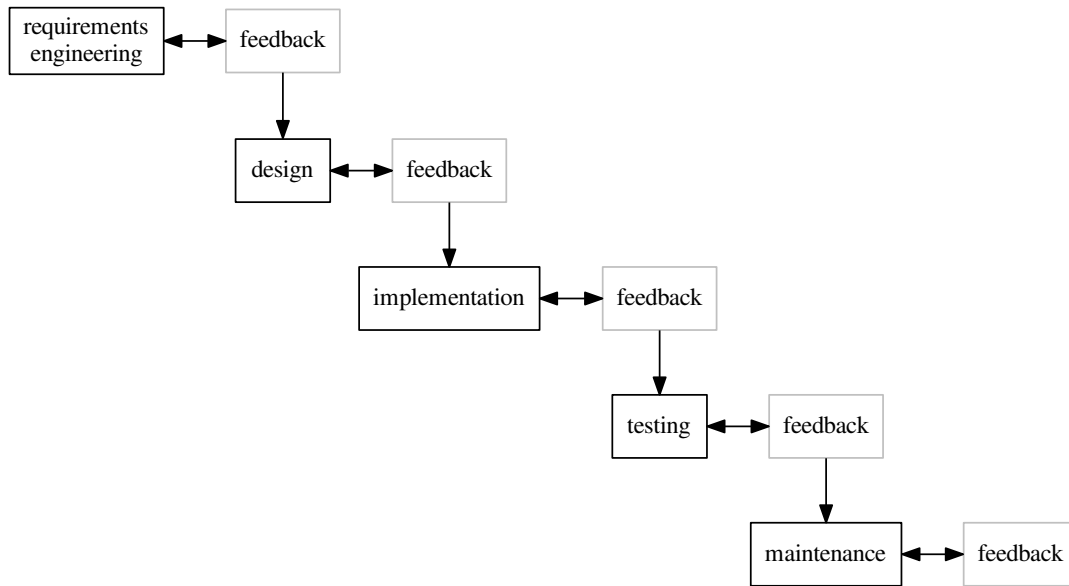 requirements
engineering
feedback
design
feedback
implementation
feedback
testing
feedback
maintenance
feedback